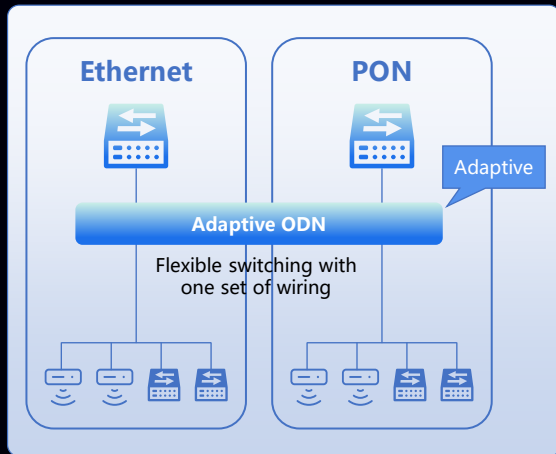 Ethernet
PON
Adaptive
Adaptive ODN
Flexible switching with
one set of wiring